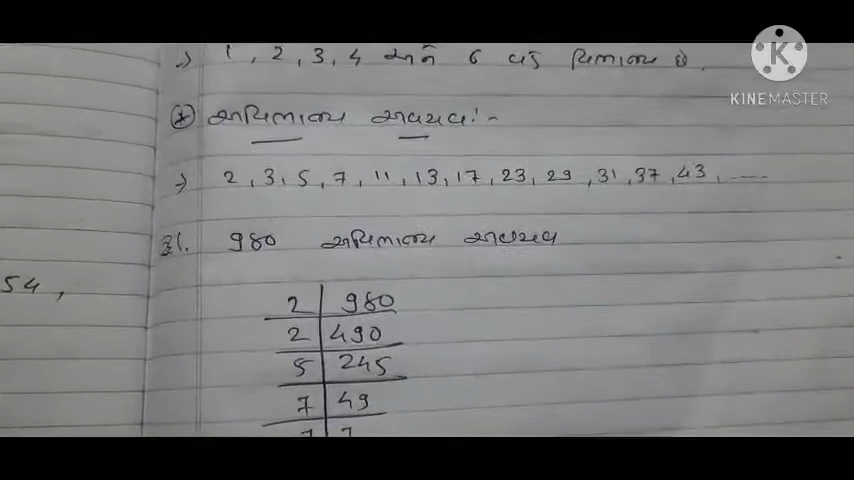 → 1, 2, 3, 4 અને 6 વડે વિભાજ્ય છે.
KINEMASTER
* અવિભાજ્ય અવયવ :-
→ 2, 3, 5, 7, 11, 13, 17, 23, 29, 31, 37, 43, ----
દા. 980 અવિભાજ્ય અવયવ
54,
2 | 980
2 | 490
5 | 245
7 | 49
7 | 7